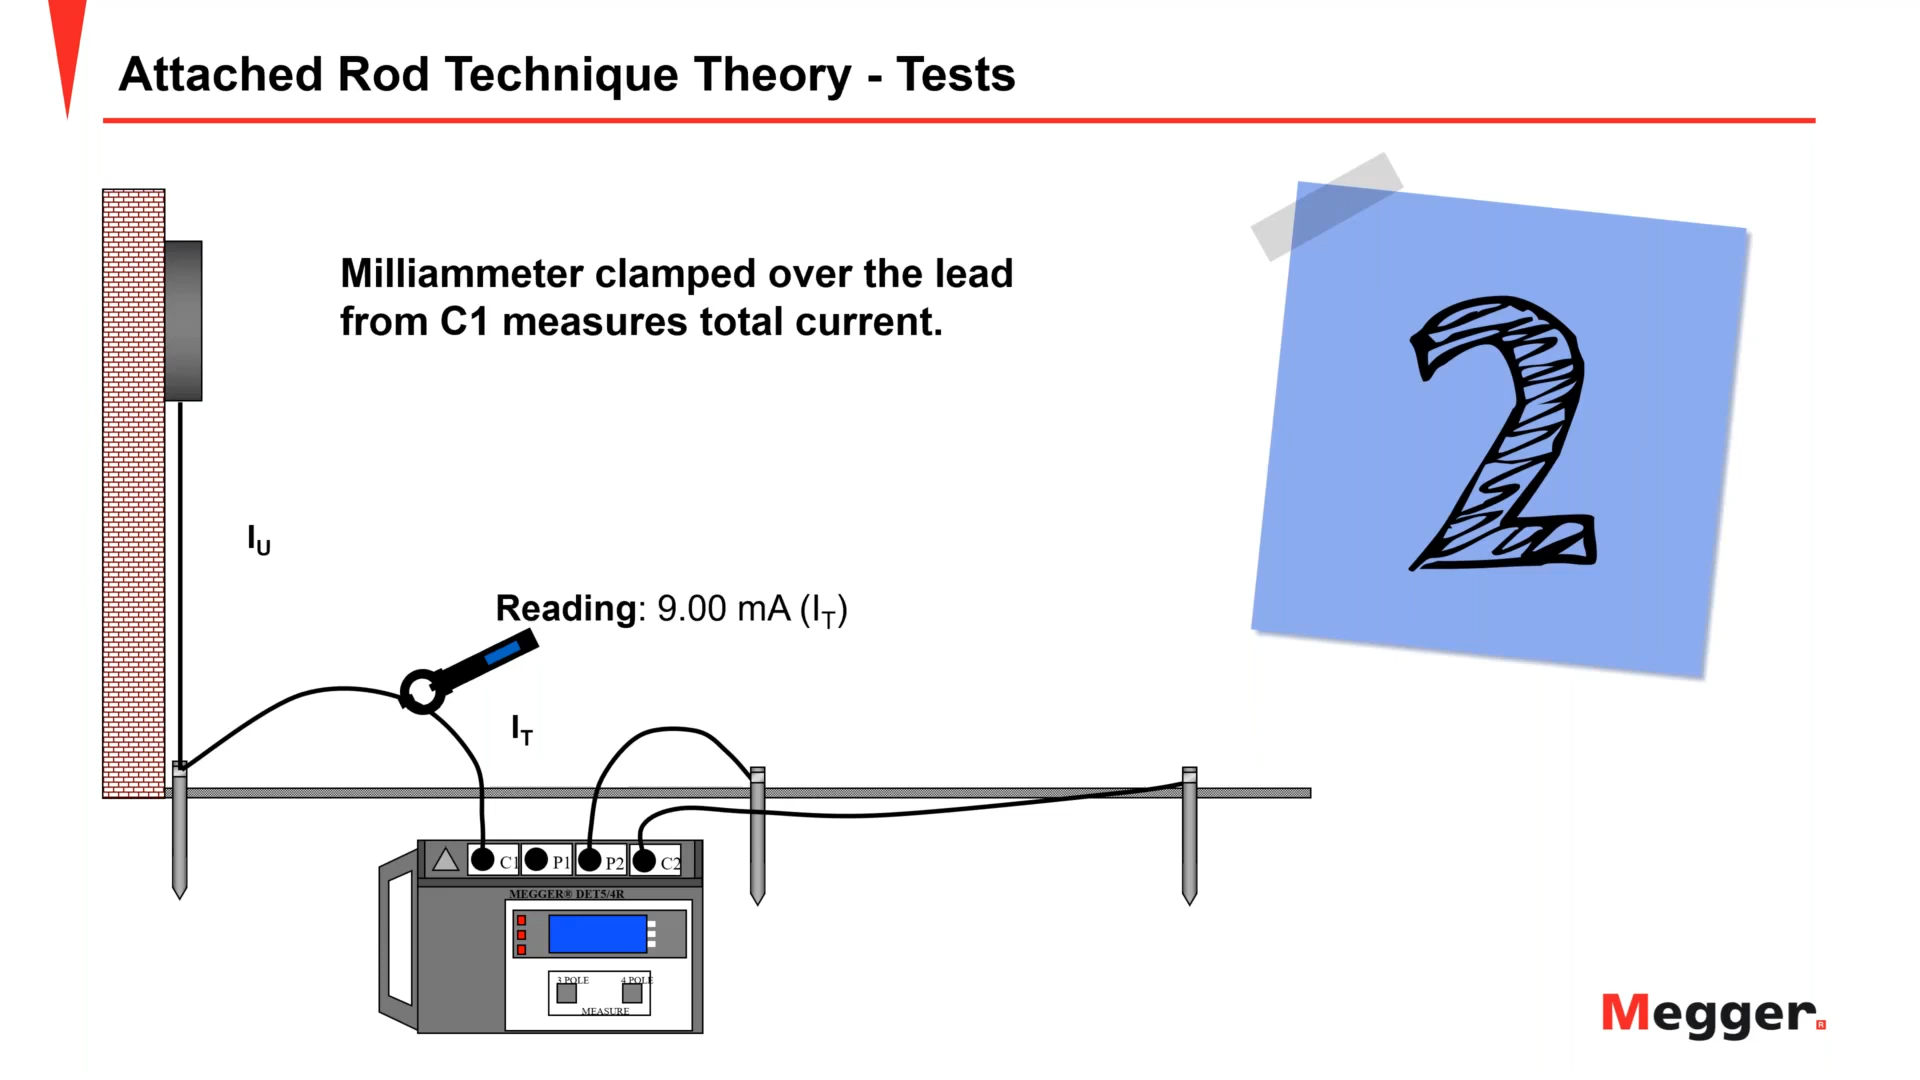 Attached Rod Technique Theory - Tests
Milliammeter clamped over the lead
from C1 measures total current.
2
IU
Reading: 9.00 mA (IT)
IT
C1 P1 P2 C2
MEGGER® DET5/4R
3 POLE 4 POLE
MEASURE
Megger®